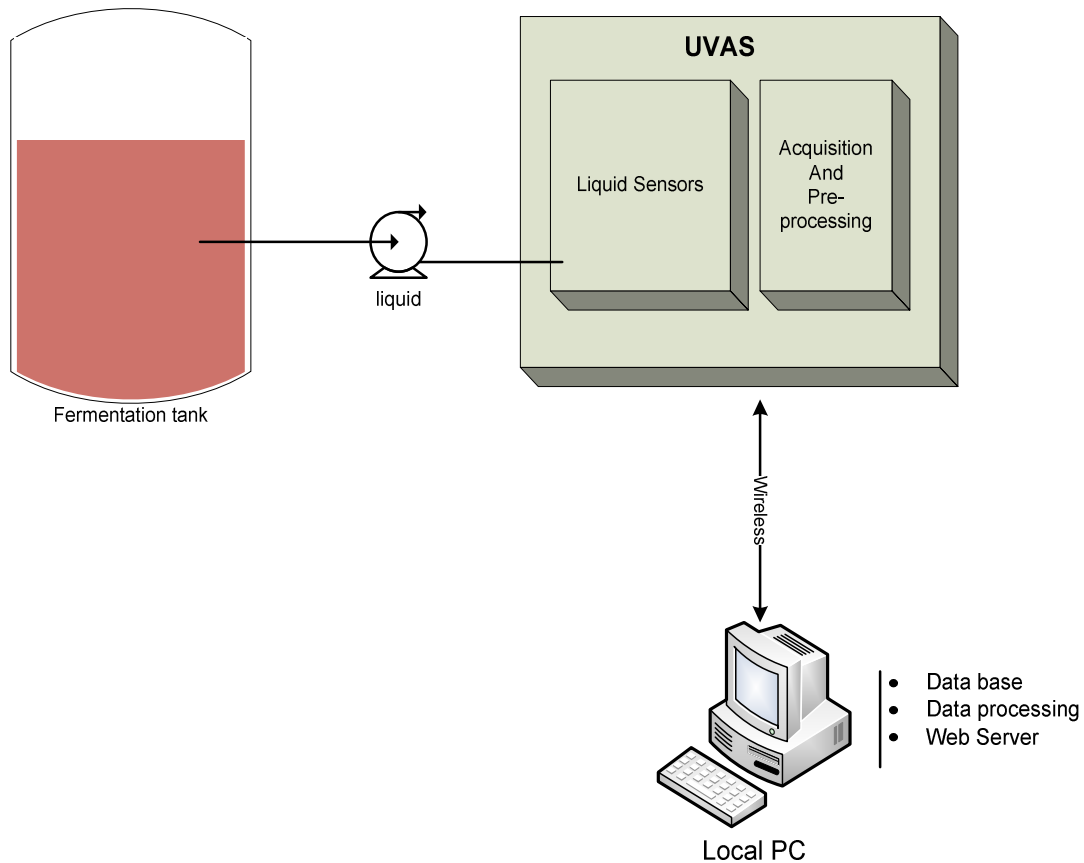 UVAS
Liquid Sensors
Acquisition
And
Pre-
processing
liquid
Fermentation tank
Wireless
• Data base
• Data processing
• Web Server
Local PC